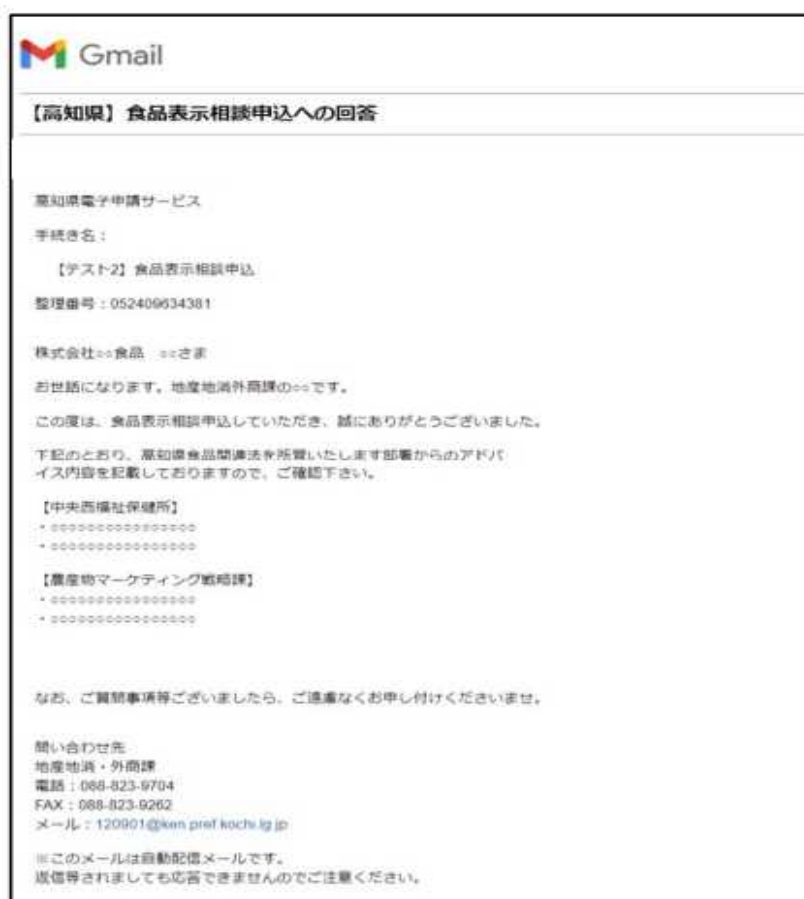 Gmail
【高知県】食品表示相談申込への回答
高知県電子申請サービス
手続き名：
【テスト2】食品表示相談申込
整理番号：052409634381
株式会社○○食品　○○さま
お世話になります。地産地消外商課の○○です。
この度は、食品表示相談申込していただき、誠にありがとうございました。
下記のとおり、高知県食品関連法を所管いたします部署からのアドバ
イス内容を記載しておりますので、ご確認下さい。
【中央西福祉保健所】
・○○○○○○○○○○○○○○○○
・○○○○○○○○○○○○○○○○
【農産物マーケティング戦略課】
・○○○○○○○○○○○○○○○○
・○○○○○○○○○○○○○○○○
なお、ご質問事項等ございましたら、ご遠慮なくお申し付けくださいませ。
問い合わせ先
地産地消・外商課
電話：088-823-9704
FAX：088-823-9262
メール：120901@ken.pref.kochi.lg.jp
※このメールは自動配信メールです。
返信等されましても応答できませんのでご注意ください。